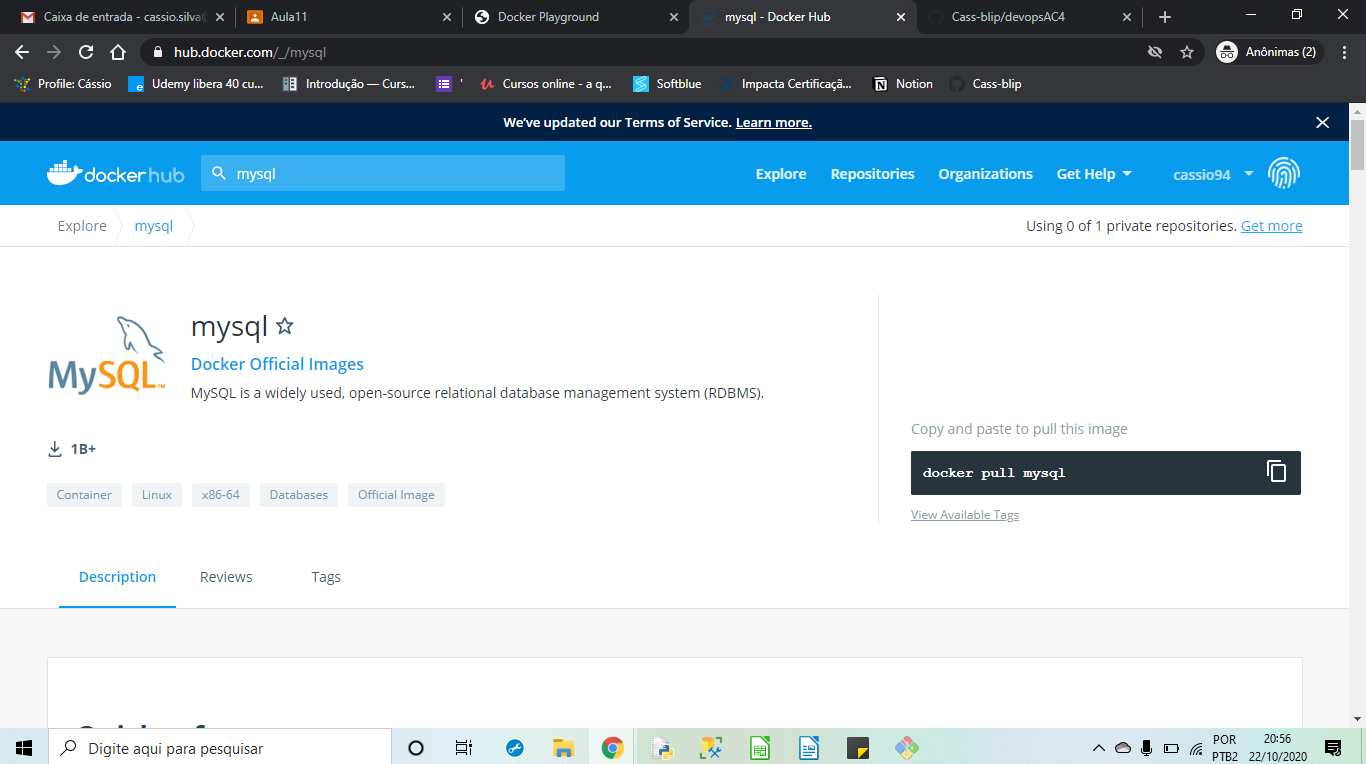 Caixa de entrada - cassio.silva
Aula11
Docker Playground
mysql - Docker Hub
Cass-blip/devopsAC4
hub.docker.com/_/mysql
Anônimas (2)
Profile: Cássio
Udemy libera 40 cu...
Introdução — Curs...
'
Cursos online - a q...
Softblue
Impacta Certificaçã...
Notion
Cass-blip
We've updated our Terms of Service. Learn more.
docker hub
mysql
Explore
Repositories
Organizations
Get Help
cassio94
Explore
mysql
Using 0 of 1 private repositories. Get more
MySQL
mysql
Docker Official Images
MySQL is a widely used, open-source relational database management system (RDBMS).
1B+
Container
Linux
x86-64
Databases
Official Image
Copy and paste to pull this image
docker pull mysql
View Available Tags
Description
Reviews
Tags
Digite aqui para pesquisar
POR
PTB2
20:56
22/10/2020